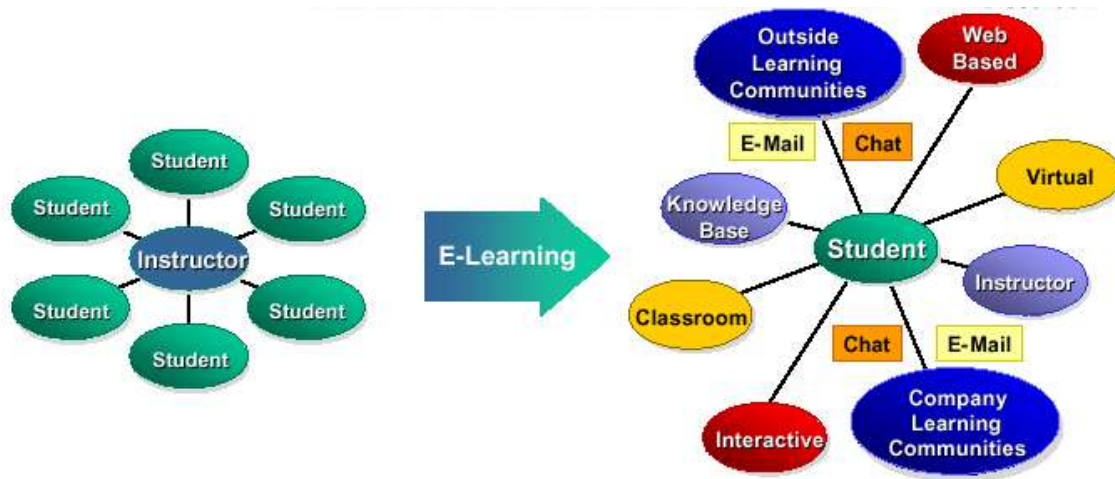 Student
Student
Student
Instructor
Student
Student
Student
E-Learning
Outside
Learning
Communities
Web
Based
E-Mail
Chat
Virtual
Knowledge
Base
Student
Instructor
Classroom
Chat
E-Mail
Interactive
Company
Learning
Communities